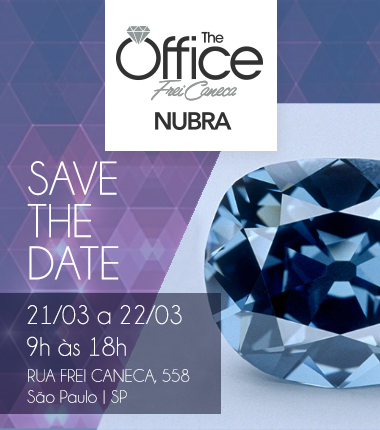 The
Office
Frei Caneca
NUBRA
SAVE
THE
DATE
21/03 a 22/03
9h às 18h
RUA FREI CANECA, 558
São Paulo | SP